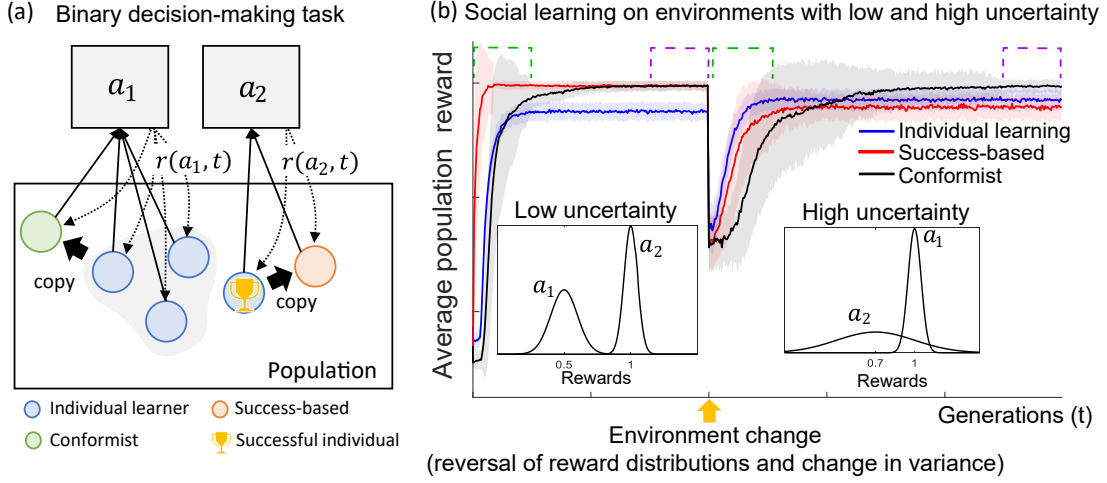 (a)
Binary decision-making task
a₁
a₂
r(a₁, t)
r(a₂, t)
copy
copy
Population
Individual learner
Success-based
Conformist
Successful individual
(b) Social learning on environments with low and high uncertainty
Average population reward
Individual learning
Success-based
Conformist
Low uncertainty
a₁
a₂
0.5
1
Rewards
High uncertainty
a₁
a₂
0.7
1
Rewards
Generations (t)
Environment change
(reversal of reward distributions and change in variance)